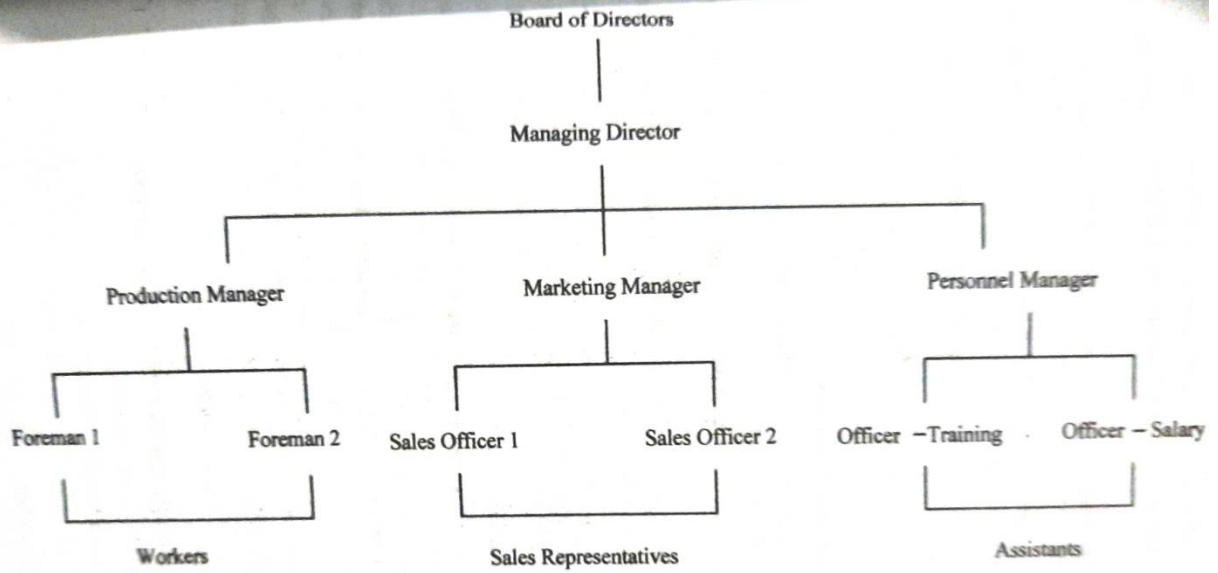 Board of Directors
Managing Director
Production Manager
Marketing Manager
Personnel Manager
Foreman 1
Foreman 2
Sales Officer 1
Sales Officer 2
Officer –Training
Officer – Salary
Workers
Sales Representatives
Assistants